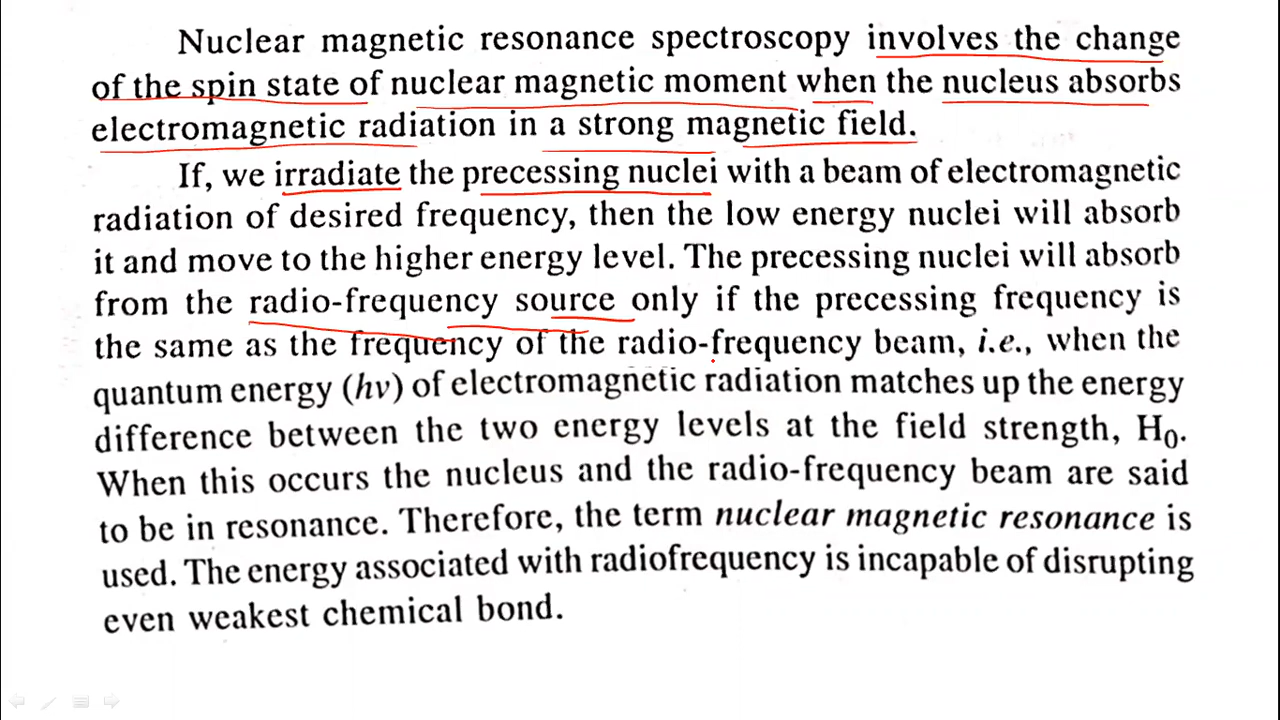 Nuclear magnetic resonance spectroscopy involves the change
of the spin state of nuclear magnetic moment when the nucleus absorbs
electromagnetic radiation in a strong magnetic field.
If, we irradiate the precessing nuclei with a beam of electromagnetic
radiation of desired frequency, then the low energy nuclei will absorb
it and move to the higher energy level. The precessing nuclei will absorb
from the radio-frequency source only if the precessing frequency is
the same as the frequency of the radio-frequency beam, i.e., when the
quantum energy (hν) of electromagnetic radiation matches up the energy
difference between the two energy levels at the field strength, H₀.
When this occurs the nucleus and the radio-frequency beam are said
to be in resonance. Therefore, the term nuclear magnetic resonance is
used. The energy associated with radiofrequency is incapable of disrupting
even weakest chemical bond.